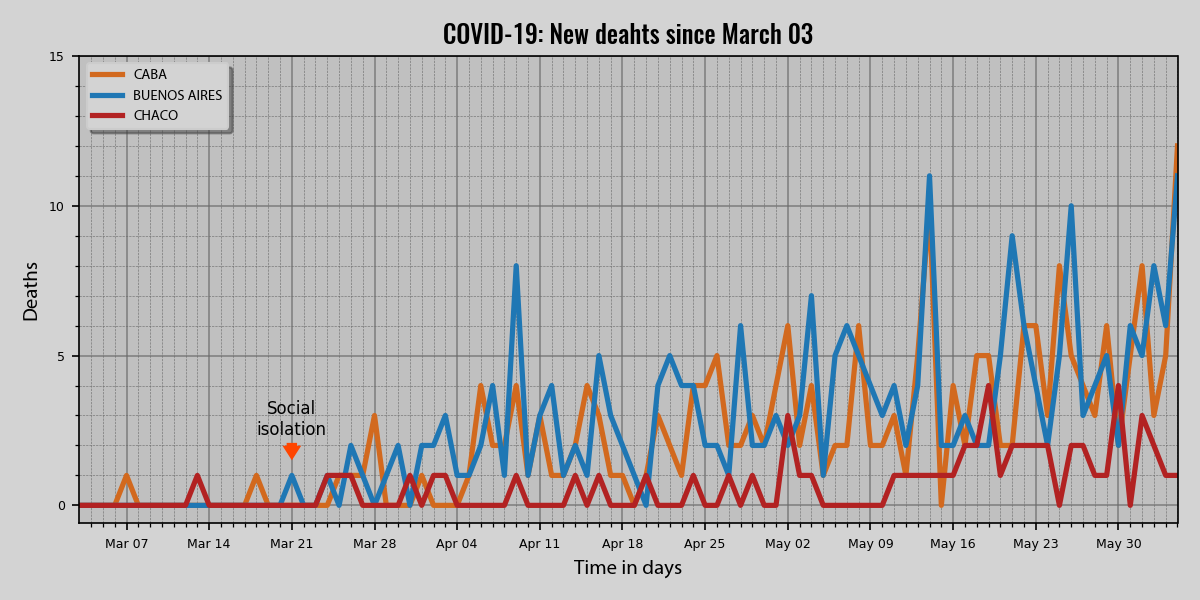 COVID-19: New deahts since March 03
15
10
5
0
Deaths
CABA
BUENOS AIRES
CHACO
Social
isolation
Mar 07 Mar 14 Mar 21 Mar 28 Apr 04 Apr 11 Apr 18 Apr 25 May 02 May 09 May 16 May 23 May 30
Time in days